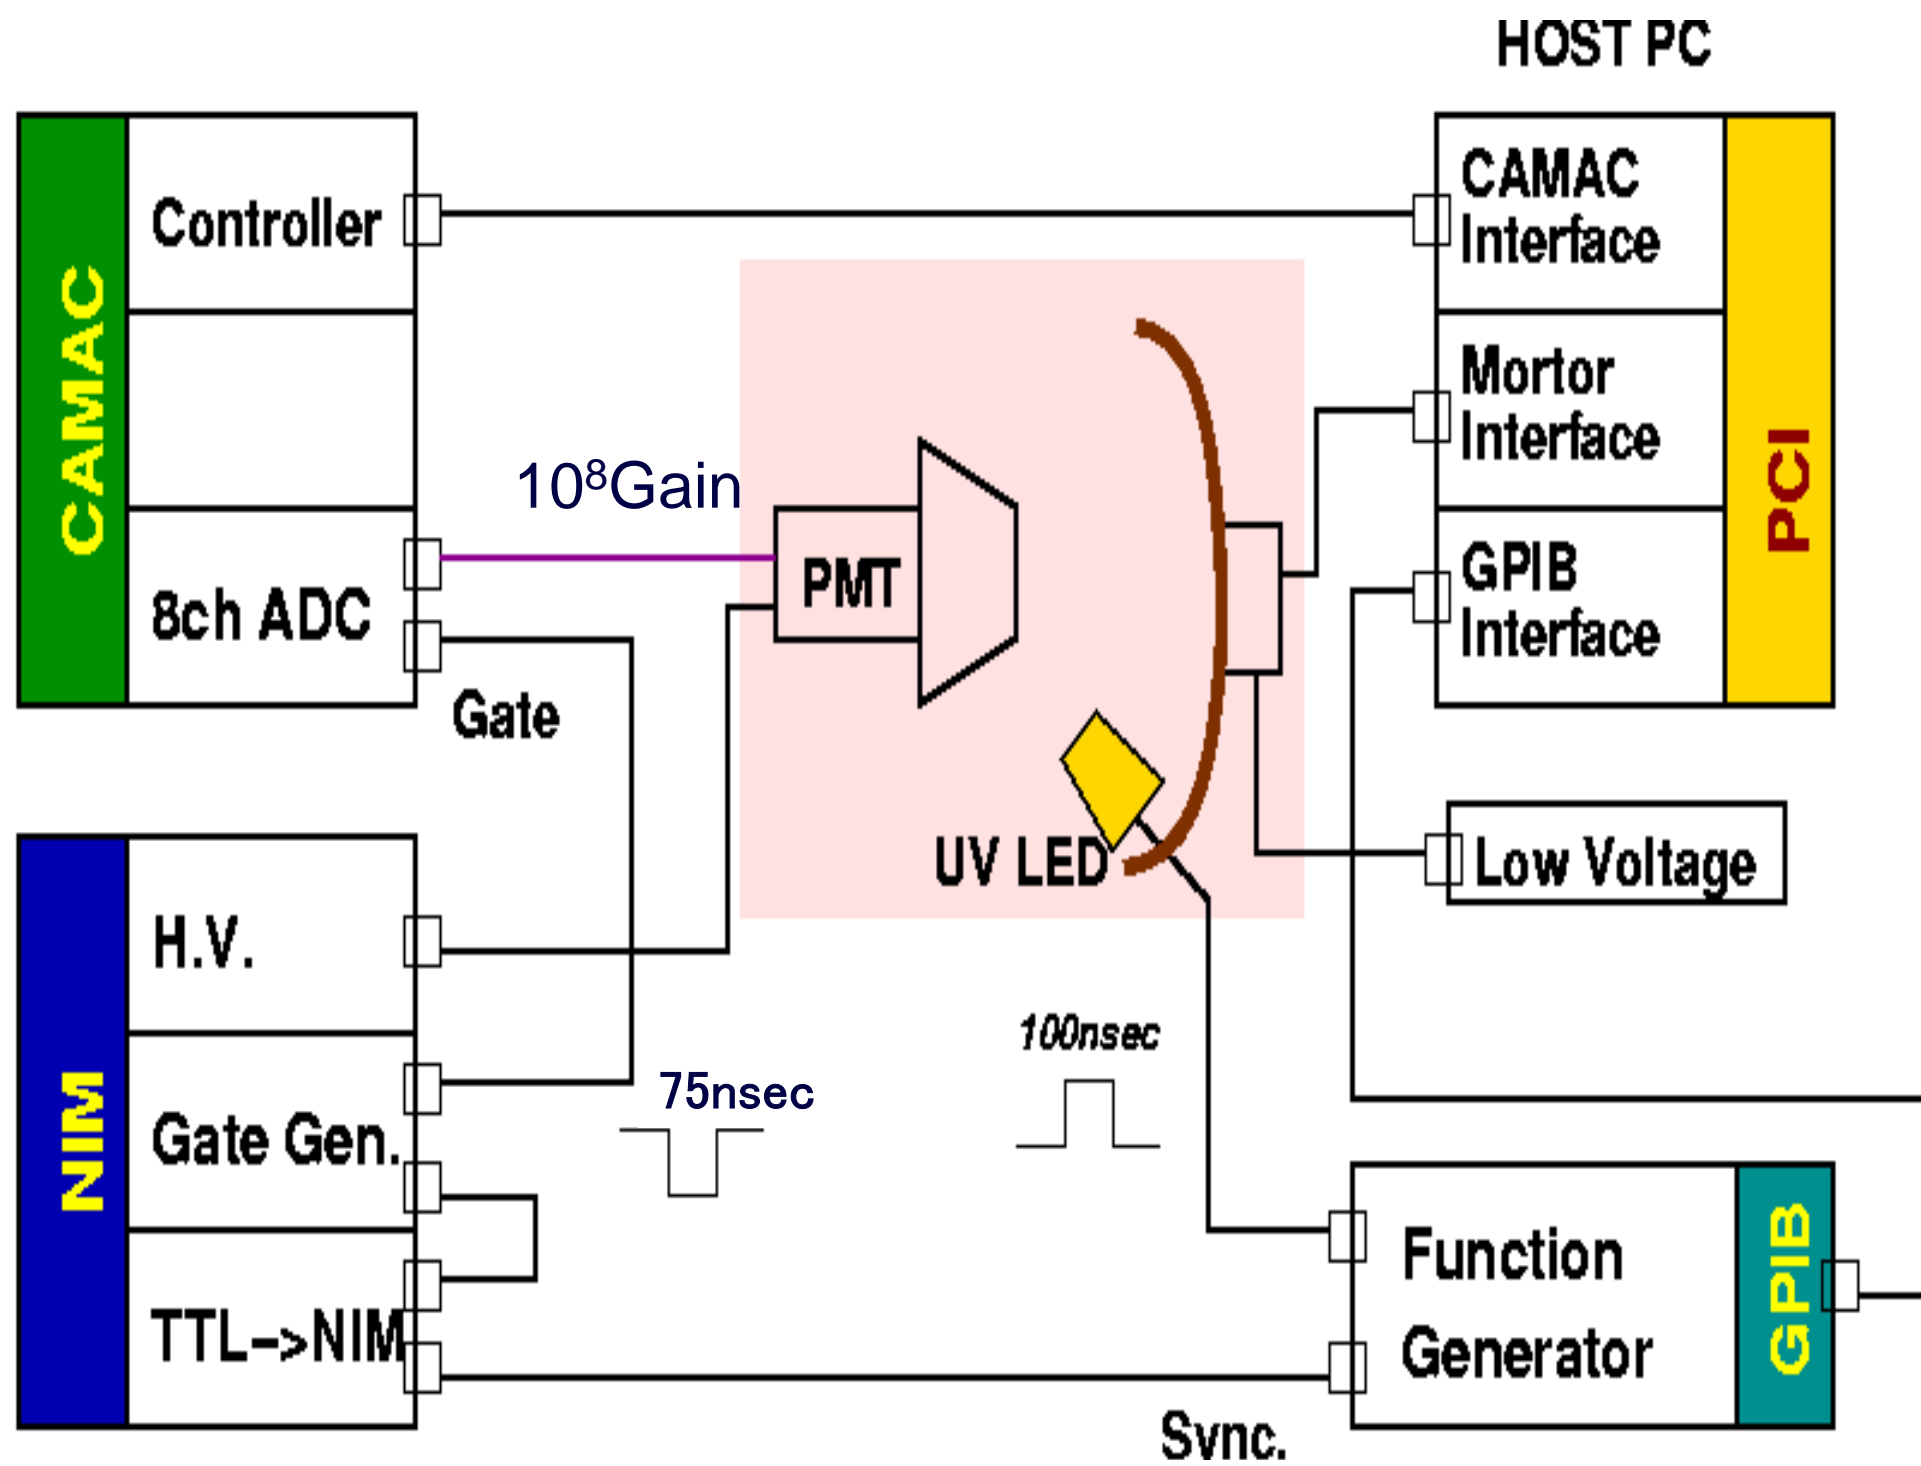 HOST PC
CAMAC
Controller
8ch ADC
Gate
10⁸Gain
PMT
UV LED
CAMAC
Interface
Mortor
Interface
GPIB
Interface
PCI
Low Voltage
NIM
H.V.
Gate Gen.
TTL->NIM
75nsec
100nsec
Function
Generator
GPIB
Sync.